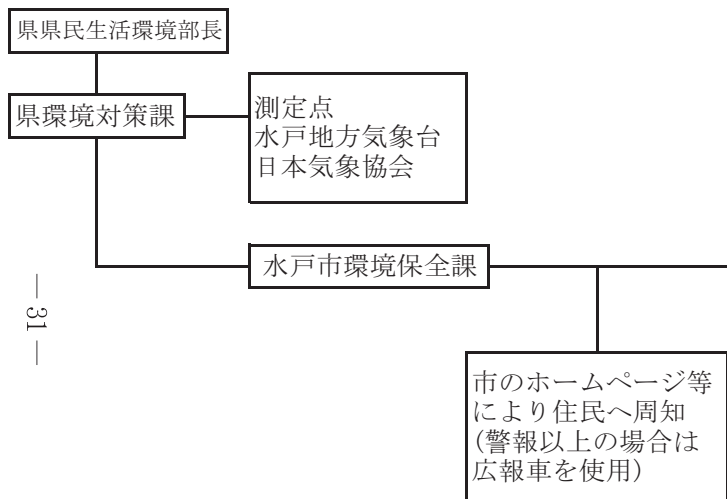 県県民生活環境部長
県環境対策課
測定点
水戸地方気象台
日本気象協会
水戸市環境保全課
— 31 —
市のホームページ等
により住民へ周知
(警報以上の場合は
広報車を使用)